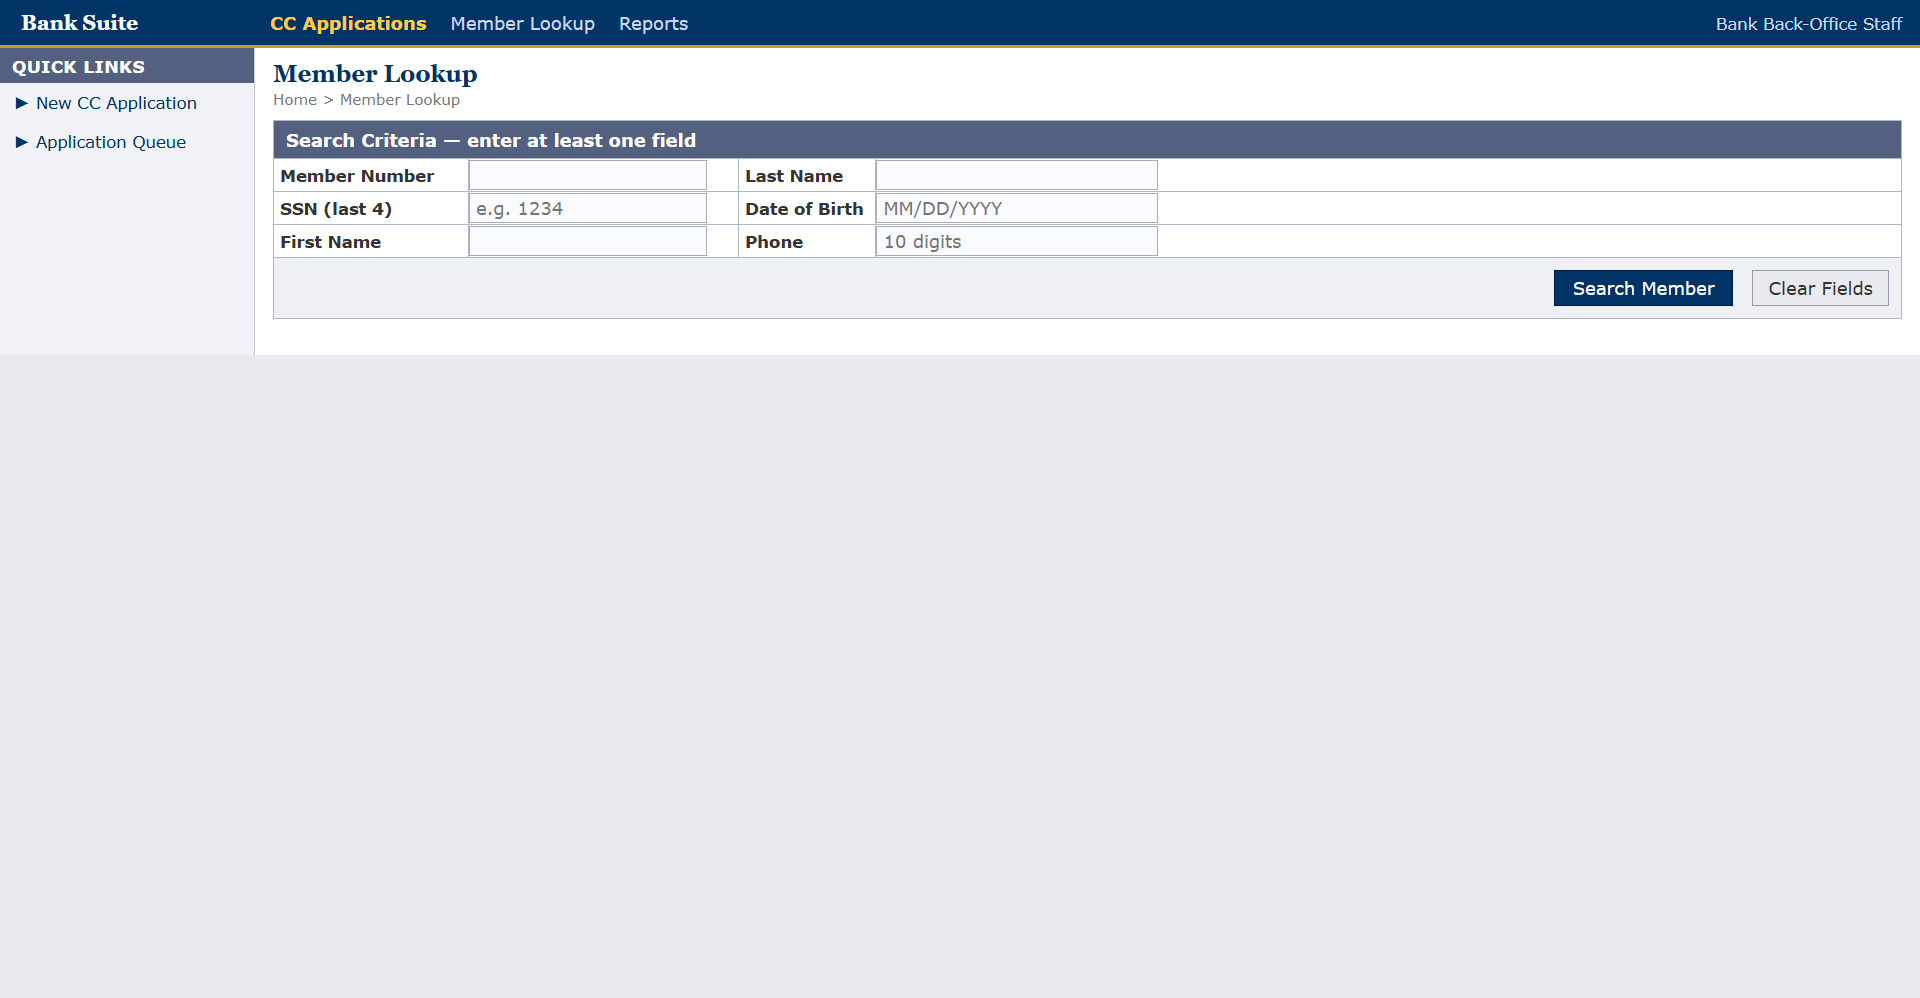 Bank Suite CC Applications Member Lookup Reports Bank Back-Office Staff
QUICK LINKS
► New CC Application
► Application Queue
Member Lookup
Home > Member Lookup
Search Criteria — enter at least one field
Member Number Last Name
SSN (last 4) e.g. 1234 Date of Birth MM/DD/YYYY
First Name Phone 10 digits
Search Member Clear Fields